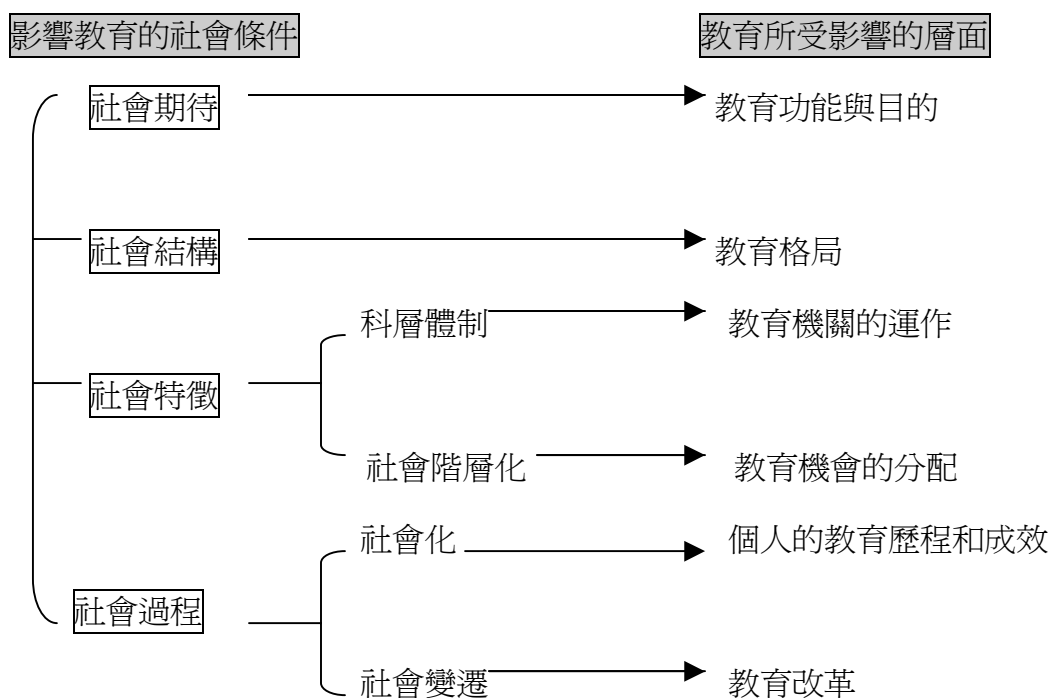 影響教育的社會條件 教育所受影響的層面
社會期待 教育功能與目的
社會結構 教育格局
科層體制 教育機關的運作
社會特徵
社會階層化 教育機會的分配
社會化 個人的教育歷程和成效
社會過程
社會變遷 教育改革